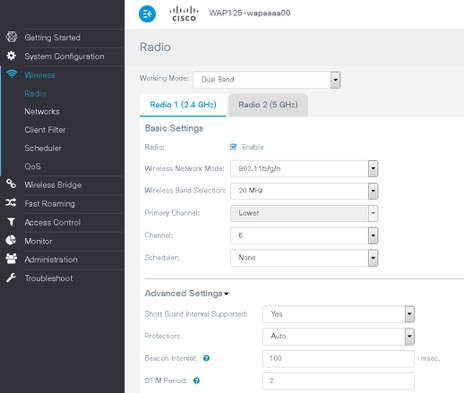 CISCO
WAP125-wapaaaa00
Getting Started
System Configuration
Wireless
Radio
Networks
Client Filter
Scheduler
QoS
Wireless Bridge
Fast Roaming
Access Control
Monitor
Administration
Troubleshoot
Radio
Working Mode: Dual Band
Radio 1 (2.4 GHz) Radio 2 (5 GHz)
Basic Settings
Radio: Enable
Wireless Network Mode: 802.11b/g/n
Wireless Band Selection: 20 MHz
Primary Channel: Lower
Channel: 6
Scheduler: None
Advanced Settings
Short Guard Interval Supported: Yes
Protection: Auto
Beacon Interval: ? 100 msec.
DTIM Period: ? 2